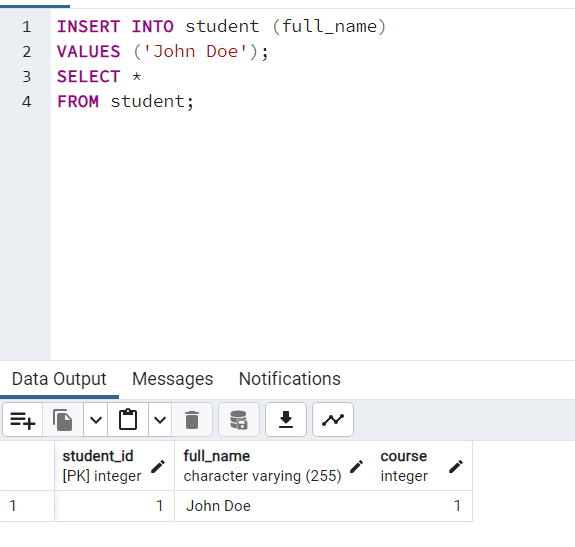 1 INSERT INTO student (full_name)
2 VALUES ('John Doe');
3 SELECT *
4 FROM student;
Data Output Messages Notifications
student_id full_name course
[PK] integer character varying (255) integer
1 1 John Doe 1